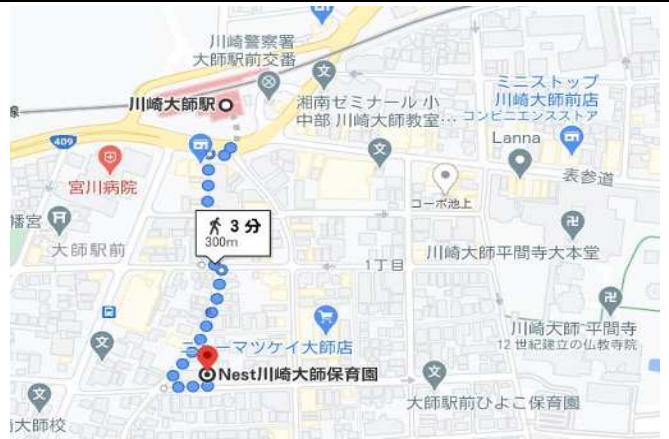 川崎警察署
大師駅前交番
川崎大師駅
湘南ゼミナール 小
中部 川崎大師教室…
ミニストップ
川崎大師前店
コンビニエンスストア
Lanna
409
宮川病院
表参道
コーポ池上
幡宮
3 分
300m
大師駅前
川崎大師平間寺大本堂
1丁目
川崎大師 平間寺
12 世紀建立の仏教寺院
マツケイ大師店
Nest川崎大師保育園
大師駅前ひよこ保育園
大師校